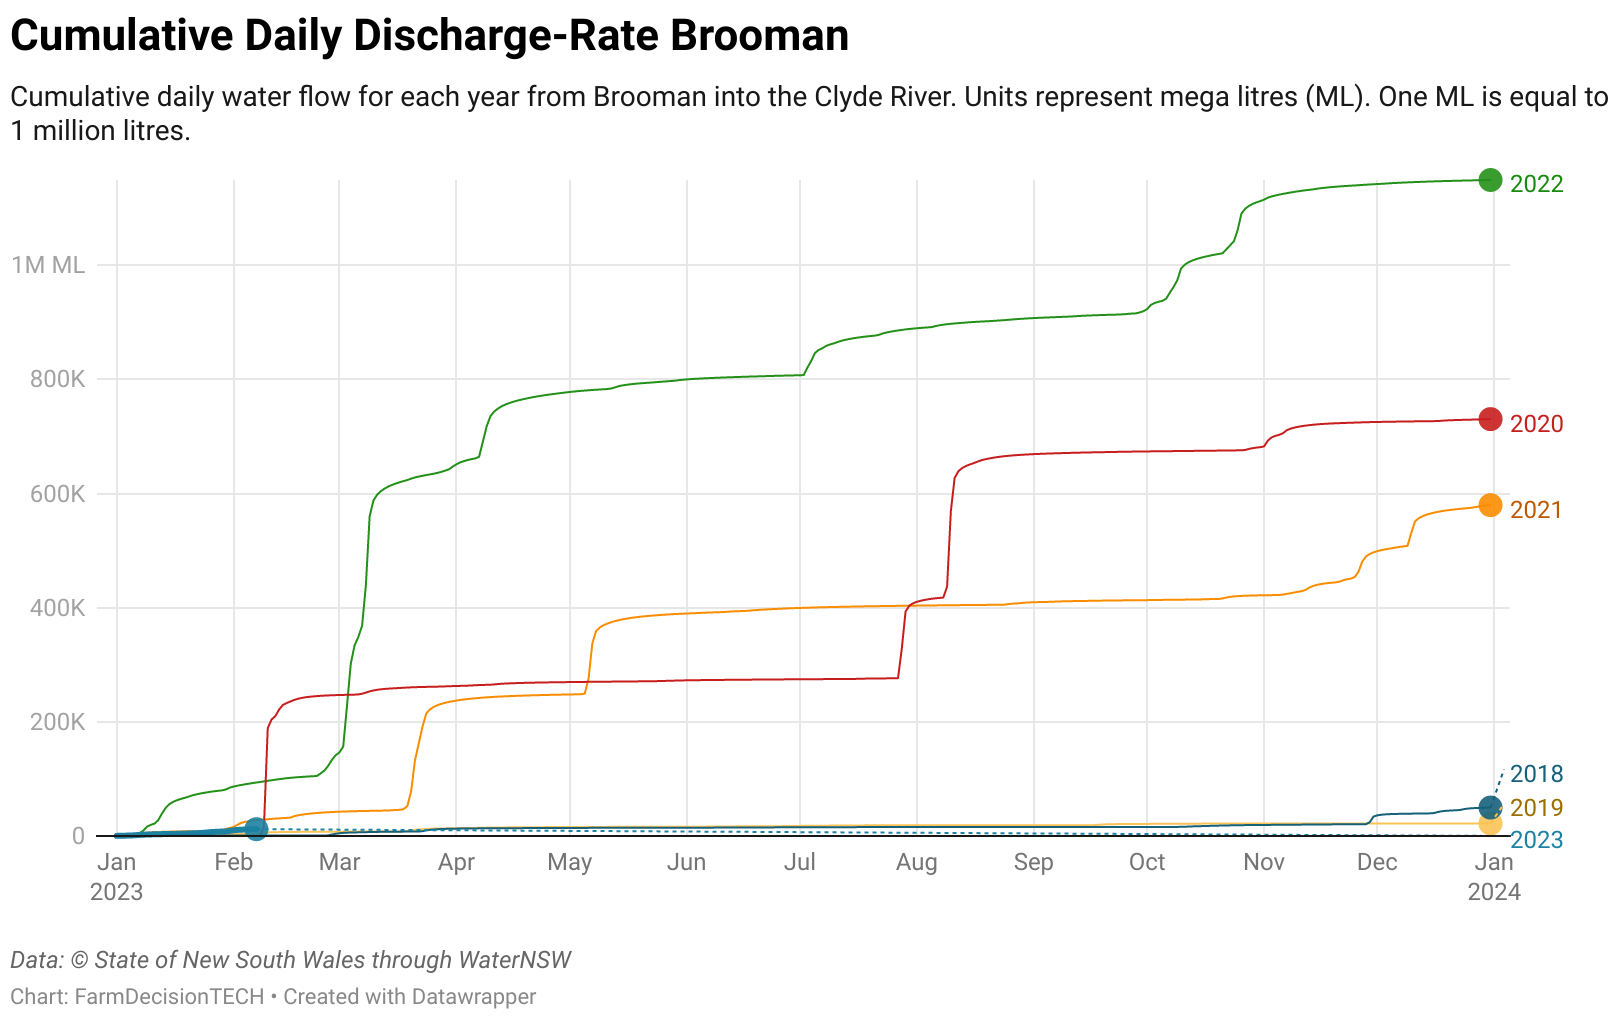 Cumulative Daily Discharge-Rate Brooman
Cumulative daily water flow for each year from Brooman into the Clyde River. Units represent mega litres (ML). One ML is equal to
1 million litres.
2022
1M ML
800K
2020
600K
2021
400K
200K
2018
2019
0
2023
Jan Feb Mar Apr May Jun Jul Aug Sep Oct Nov Dec Jan
2023 2024
Data: © State of New South Wales through WaterNSW
Chart: FarmDecisionTECH • Created with Datawrapper